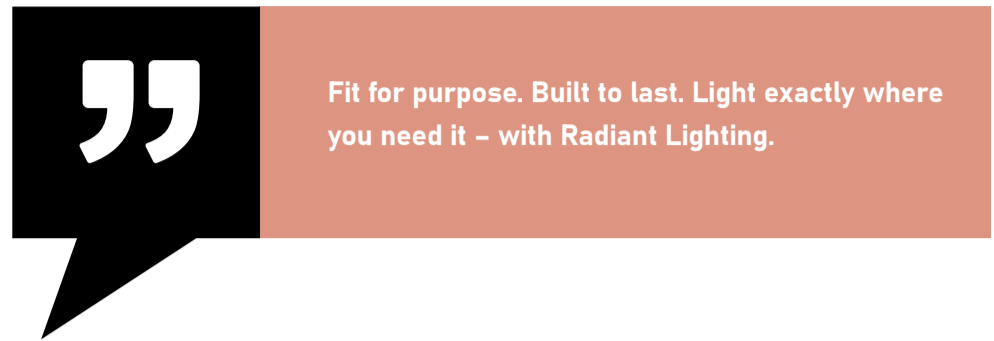 Fit for purpose. Built to last. Light exactly where
you need it – with Radiant Lighting.